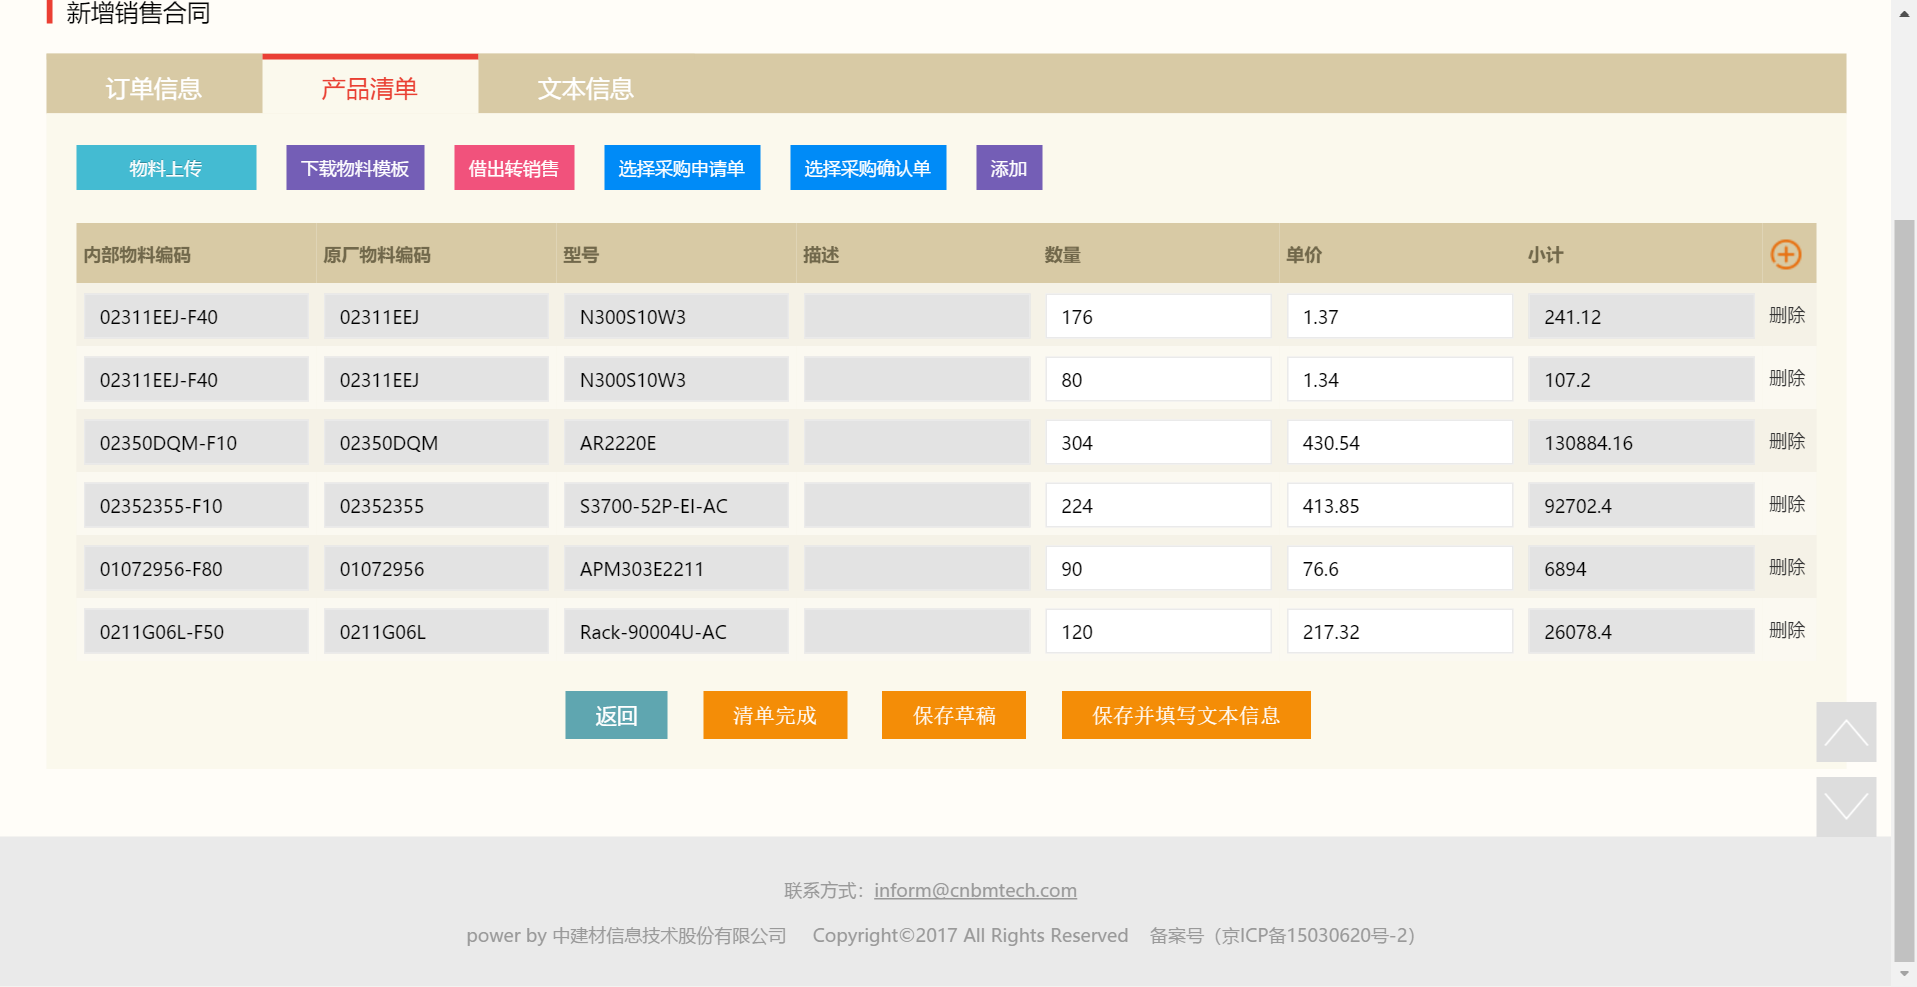 新增销售合同
订单信息 产品清单 文本信息
物料上传 下载物料模板 借出转销售 选择采购申请单 选择采购确认单 添加
内部物料编码 原厂物料编码 型号 描述 数量 单价 小计
02311EEJ-F40 02311EEJ N300S10W3 176 1.37 241.12 删除
02311EEJ-F40 02311EEJ N300S10W3 80 1.34 107.2 删除
02350DQM-F10 02350DQM AR2220E 304 430.54 130884.16 删除
02352355-F10 02352355 S3700-52P-EI-AC 224 413.85 92702.4 删除
01072956-F80 01072956 APM303E2211 90 76.6 6894 删除
0211G06L-F50 0211G06L Rack-90004U-AC 120 217.32 26078.4 删除
返回 清单完成 保存草稿 保存并填写文本信息
联系方式：inform@cnbmtech.com
power by 中建材信息技术股份有限公司 Copyright©2017 All Rights Reserved 备案号（京ICP备15030620号-2）